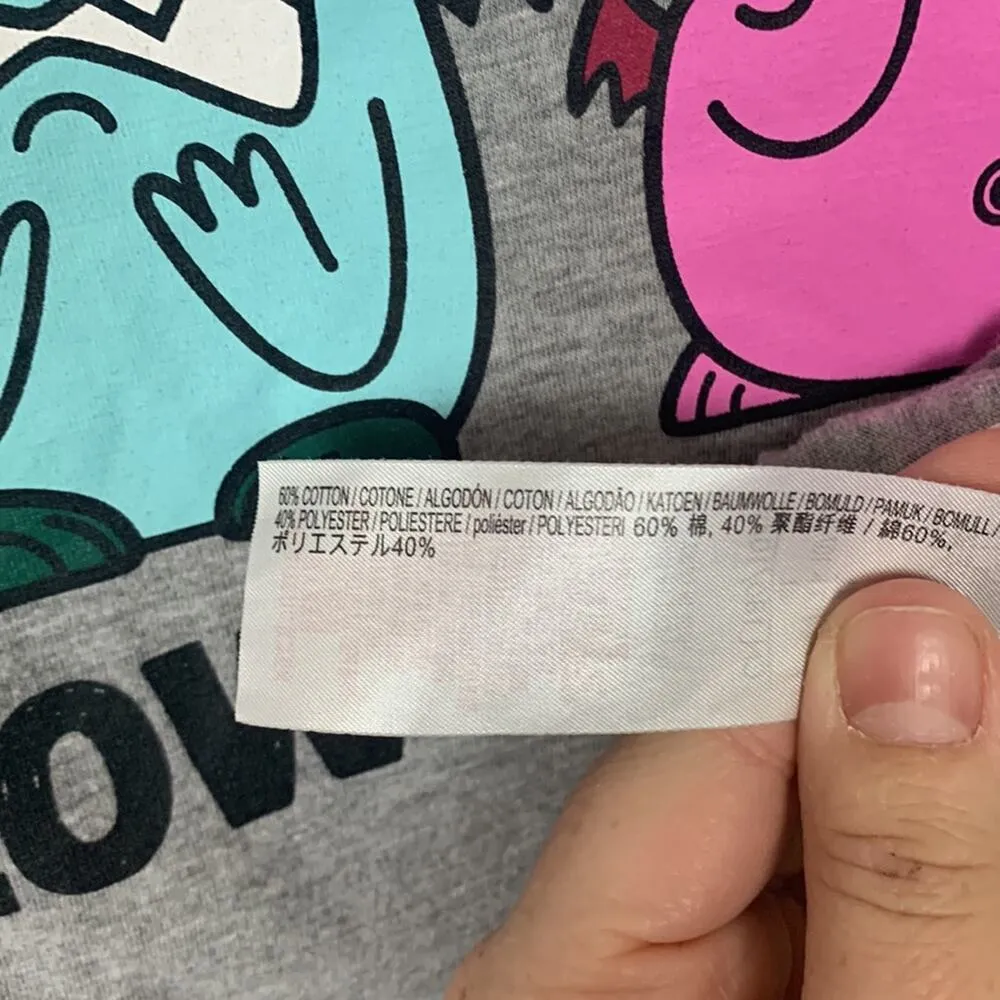 60% COTTON / COTONE / ALGODÓN / COTON / ALGODÃO / KATOEN / BAUMWOLLE / BOMULD / PAMUK / BOMULL /
40% POLYESTER / POLIESTERE / poliéster / POLYESTERI 60% 棉, 40% 聚酯纤维 / 綿60%,
ポリエステル40%
OW